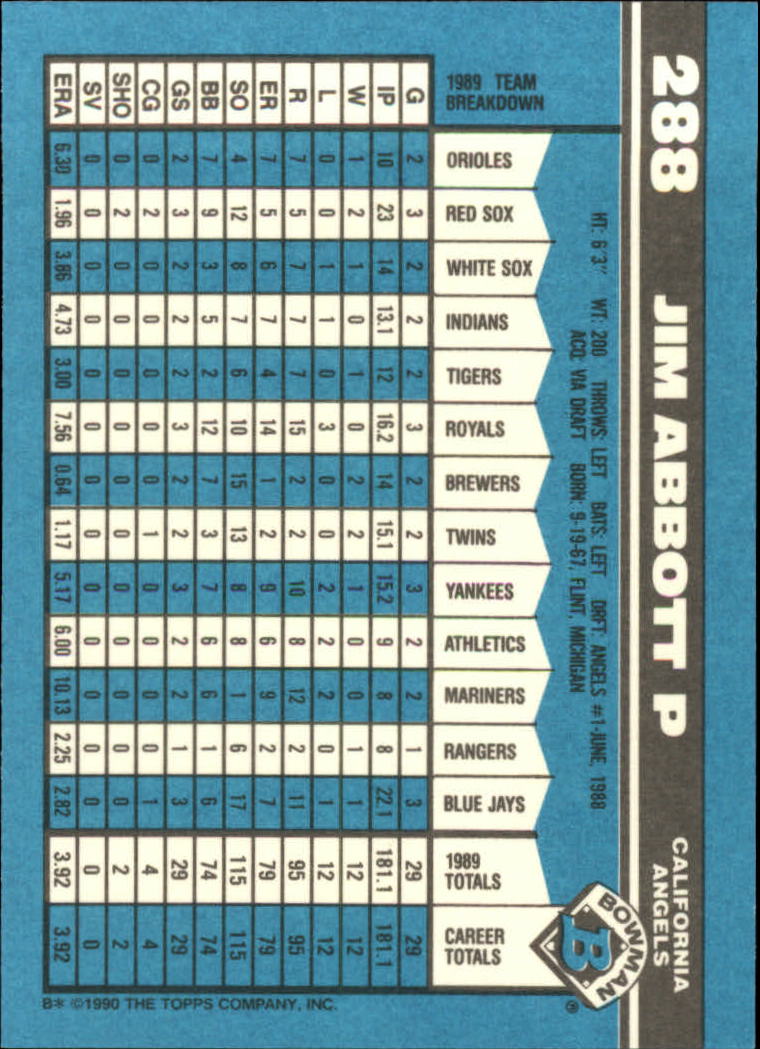 288 JIM ABBOTT P CALIFORNIA ANGELS
HT: 6'3" WT: 200 THROWS: LEFT BATS: LEFT DRFT: ANGELS #1-JUNE, 1988
ACQ: VIA DRAFT BORN: 9-19-67, FLINT, MICHIGAN
BOWMAN B
1989 TEAM BREAKDOWN G IP W L R ER SO BB GS CG SHO SV ERA
ORIOLES 2 10 1 0 7 7 4 7 2 0 0 0 6.30
RED SOX 3 23 2 0 5 5 12 9 3 2 2 0 1.96
WHITE SOX 2 14 1 1 7 6 8 3 2 0 0 0 3.86
INDIANS 2 13.1 0 1 7 7 7 5 2 0 0 0 4.73
TIGERS 2 12 1 0 7 4 6 2 2 0 0 0 3.00
ROYALS 3 16.2 0 3 15 14 10 12 3 0 0 0 7.56
BREWERS 2 14 2 0 2 1 15 7 2 0 0 0 0.64
TWINS 2 15.1 2 0 2 2 13 3 2 1 0 0 1.17
YANKEES 3 15.2 1 2 10 9 8 7 3 0 0 0 5.17
ATHLETICS 2 9 0 2 8 6 8 6 2 0 0 0 6.00
MARINERS 2 8 0 2 12 9 1 6 2 0 0 0 10.13
RANGERS 1 8 1 0 2 2 6 1 1 0 0 0 2.25
BLUE JAYS 3 22.1 1 1 11 7 17 6 3 1 0 0 2.82
1989 TOTALS 29 181.1 12 12 95 79 115 74 29 4 2 0 3.92
CAREER TOTALS 29 181.1 12 12 95 79 115 74 29 4 2 0 3.92
B* ©1990 THE TOPPS COMPANY, INC.